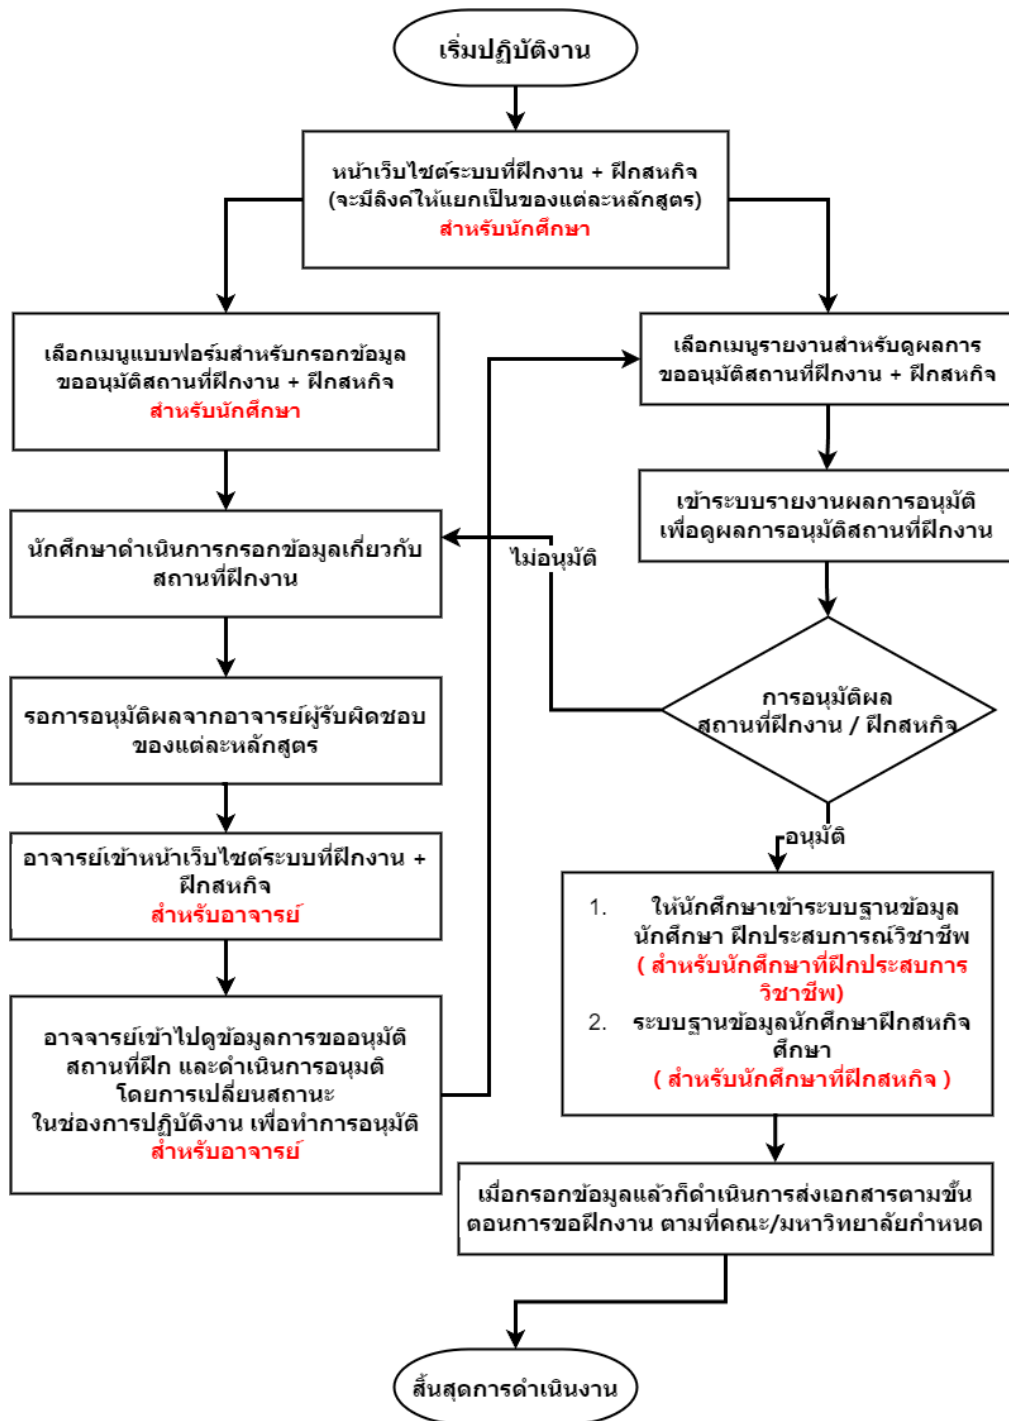 เริ่มปฏิบัติงาน
หน้าเว็บไซต์ระบบที่ฝึกงาน + ฝึกสหกิจ
(จะมีลิงค์ให้แยกเป็นของแต่ละหลักสูตร)
สำหรับนักศึกษา
เลือกเมนูแบบฟอร์มสำหรับกรอกข้อมูล
ขออนุมัติสถานที่ฝึกงาน + ฝึกสหกิจ
สำหรับนักศึกษา
นักศึกษาดำเนินการกรอกข้อมูลเกี่ยวกับ
สถานที่ฝึกงาน
รอการอนุมัติผลจากอาจารย์ผู้รับผิดชอบ
ของแต่ละหลักสูตร
อาจารย์เข้าหน้าเว็บไซต์ระบบที่ฝึกงาน +
ฝึกสหกิจ
สำหรับอาจารย์
อาจจารย์เข้าไปดูข้อมูลการขออนุมัติ
สถานที่ฝึก และดำเนินการอนุมติ
โดยการเปลี่ยนสถานะ
ในช่องการปฏิบัติงาน เพื่อทำการอนุมัติ
สำหรับอาจารย์
เลือกเมนูรายงานสำหรับดูผลการ
ขออนุมัติสถานที่ฝึกงาน + ฝึกสหกิจ
เข้าระบบรายงานผลการอนุมัติ
เพื่อดูผลการอนุมัติสถานที่ฝึกงาน
ไม่อนุมัติ
การอนุมัติผล
สถานที่ฝึกงาน / ฝึกสหกิจ
อนุมัติ
1. ให้นักศึกษาเข้าระบบฐานข้อมูล
นักศึกษา ฝึกประสบการณ์วิชาชีพ
( สำหรับนักศึกษาที่ฝึกประสบการ
วิชาชีพ)
2. ระบบฐานข้อมูลนักศึกษาฝึกสหกิจ
ศึกษา
( สำหรับนักศึกษาที่ฝึกสหกิจ )
เมื่อกรอกข้อมูลแล้วก็ดำเนินการส่งเอกสารตามขั้น
ตอนการขอฝึกงาน ตามที่คณะ/มหาวิทยาลัยกำหนด
สิ้นสุดการดำเนินงาน